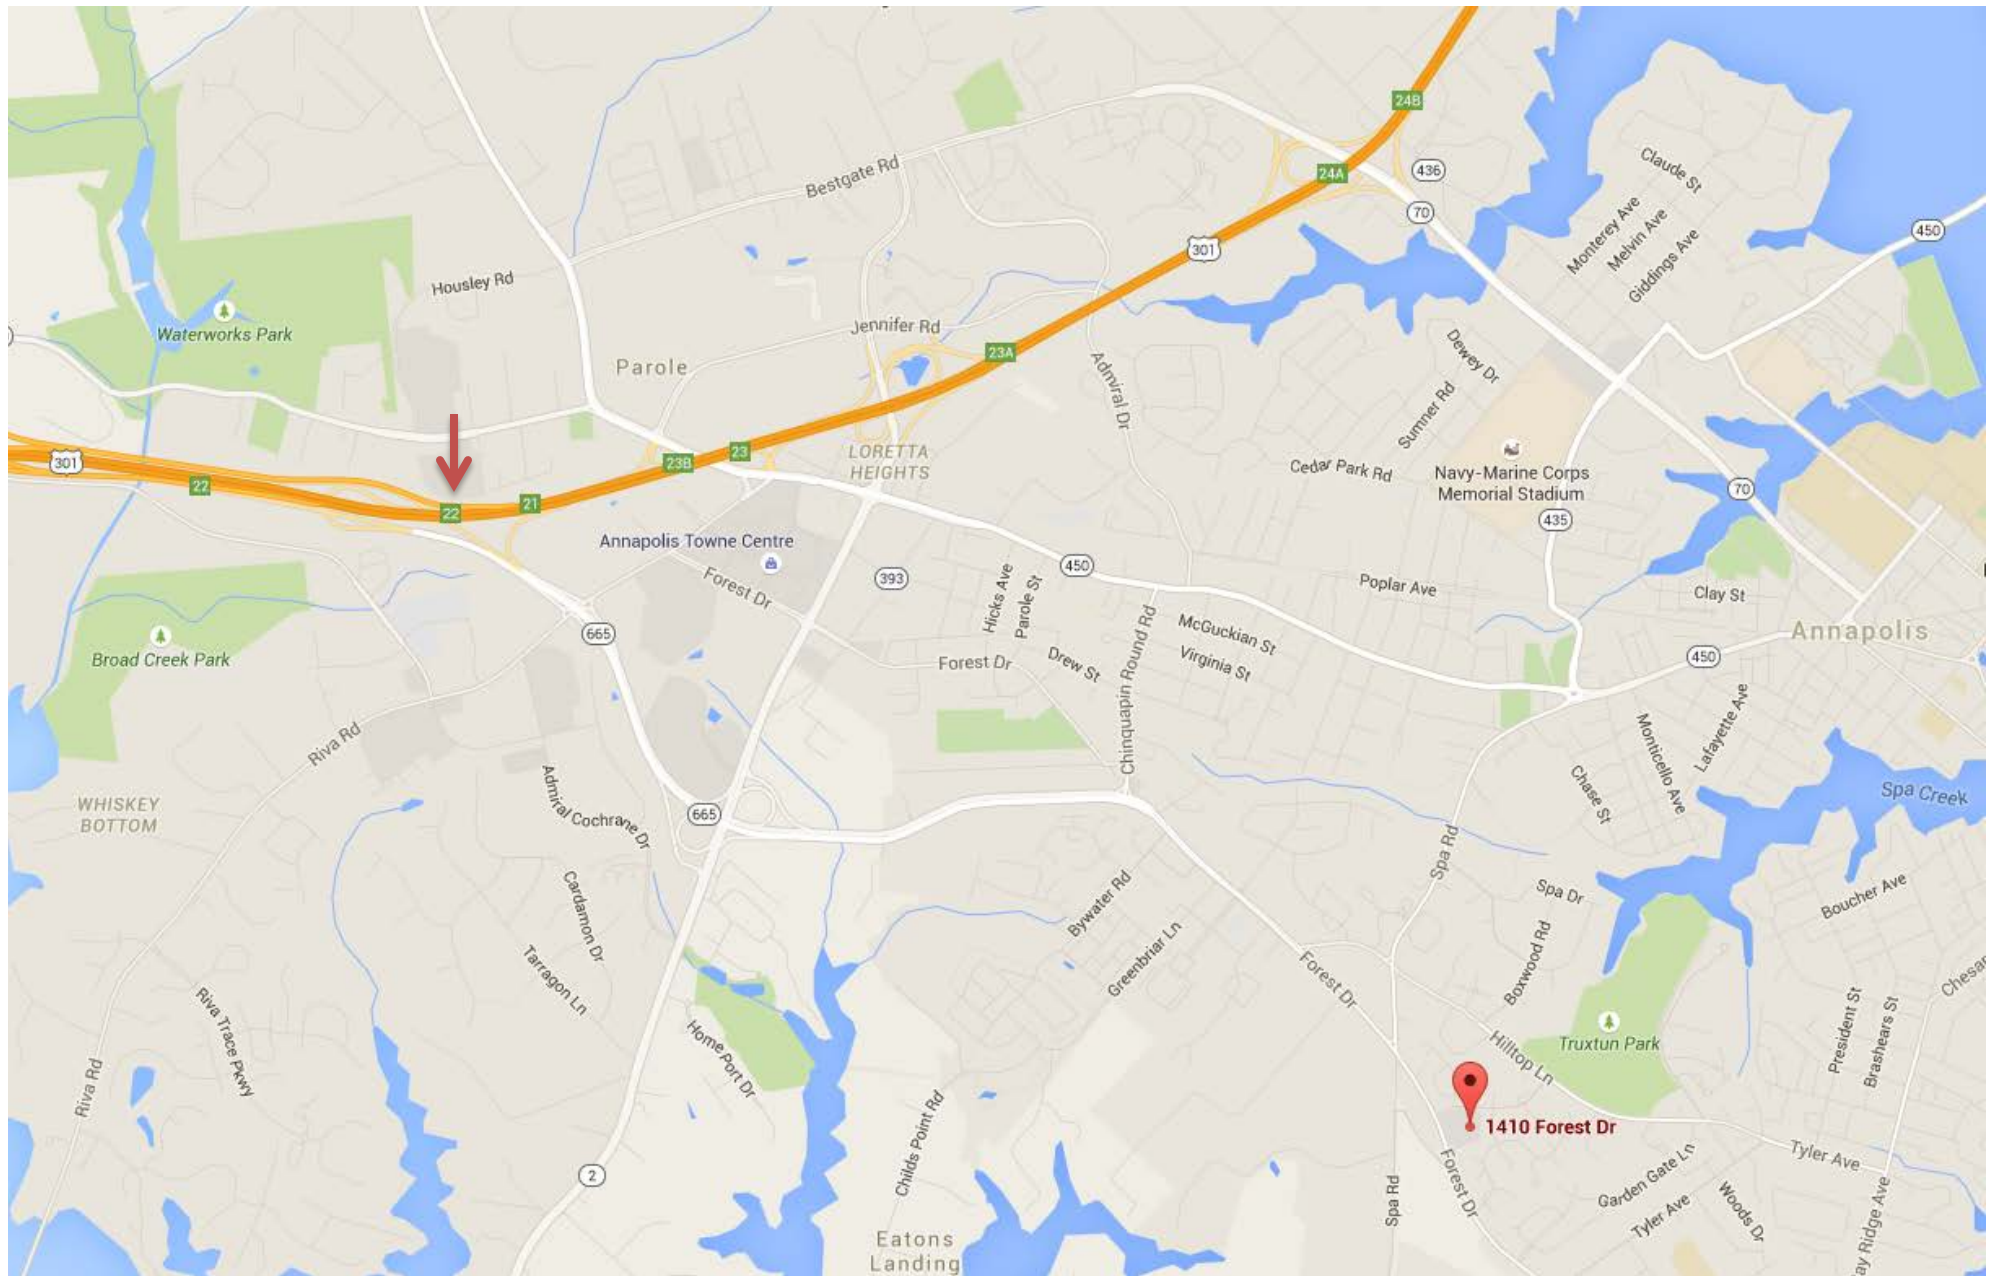 24B
Claude St
24A
436
Bestgate Rd
70
Monterey Ave
Melvin Ave
Giddings Ave
450
301
Housley Rd
Waterworks Park
Jennifer Rd
Parole
23A
Dewey Dr
Admiral Dr
Sumner Rd
LORETTA
HEIGHTS
23
23B
301
22
22
21
Cedar Park Rd
Navy-Marine Corps
Memorial Stadium
70
435
Annapolis Towne Centre
Forest Dr
393
450
Hicks Ave
Parole St
Poplar Ave
Clay St
Annapolis
665
Broad Creek Park
Forest Dr
Drew St
Chinquapin Round Rd
McGuckian St
Virginia St
450
Lafayette Ave
Monticello Ave
Riva Rd
WHISKEY
BOTTOM
Admiral Cochrane Dr
665
Chase St
Spa Creek
Spa Rd
Cardamon Dr
Bywater Rd
Spa Dr
Boucher Ave
Tarragon Ln
Greenbriar Ln
Forest Dr
Boxwood Rd
Chesap
Riva Trace Pkwy
Home Port Dr
Hilltop Ln
Truxtun Park
President St
Brashears St
Riva Rd
Childs Point Rd
1410 Forest Dr
2
Spa Rd
Forest Dr
Garden Gate Ln
Tyler Ave
Tyler Ave
Woods Dr
ay Ridge Ave
Eatons
Landing